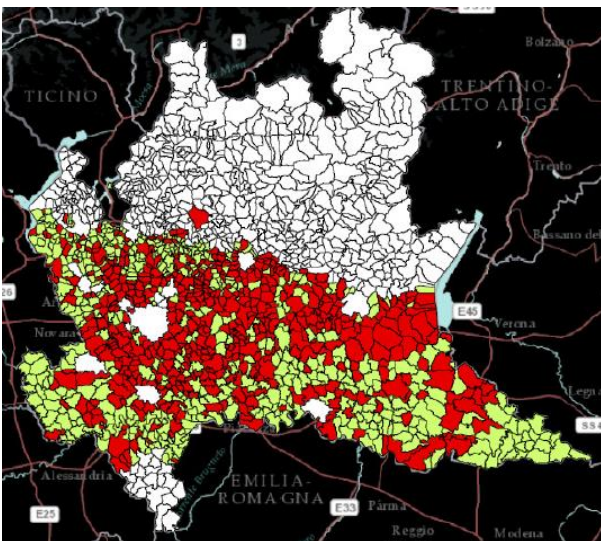 3
Bolzano
TICINO
TRENTINO-
ALTO ADIGE
Trento
Bassano del
26
E45
Novara
Verona
SS4
Alessandria
EMILIA-
ROMAGNA
Parma
E33
E25
Reggio
Modena